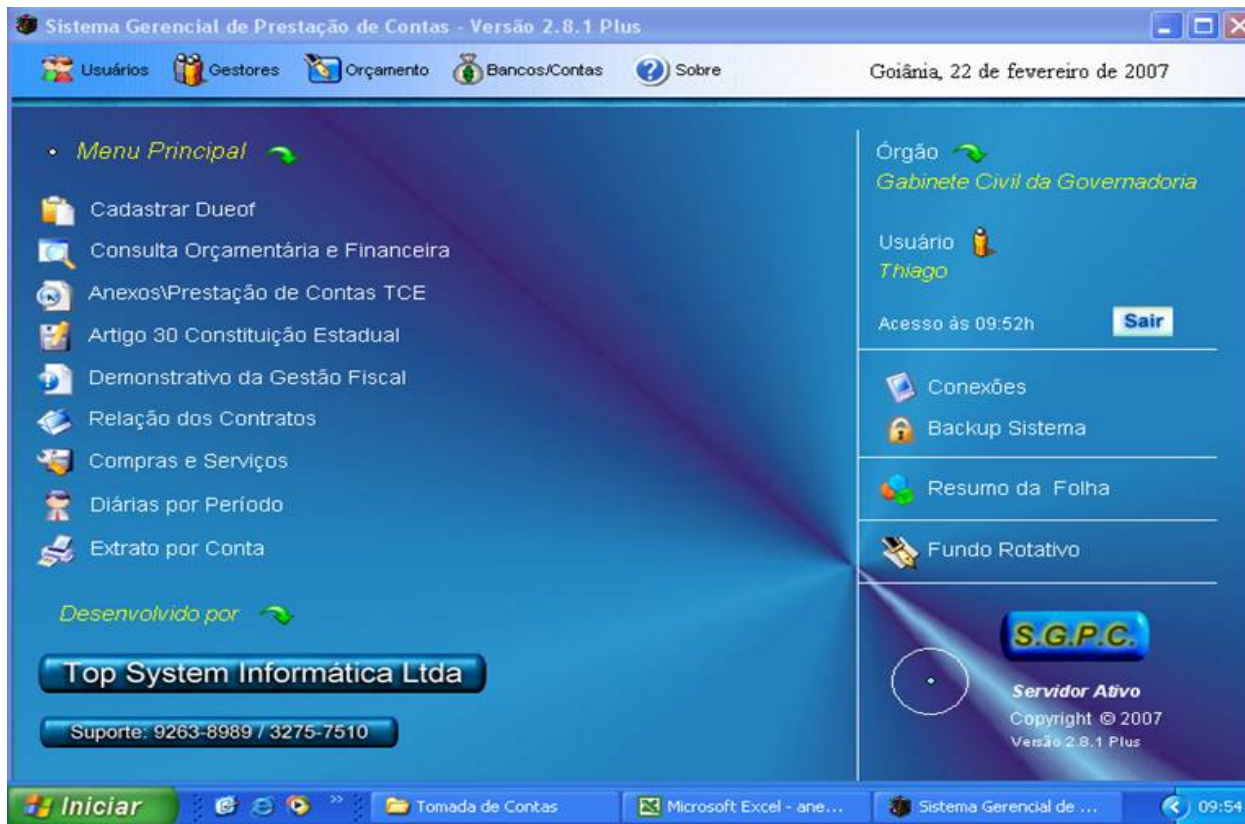 Sistema Gerencial de Prestação de Contas - Versão 2.8.1 Plus
Usuários Gestores Orçamento Bancos/Contas Sobre Goiânia, 22 de fevereiro de 2007
Menu Principal
Cadastrar Dueof
Consulta Orçamentária e Financeira
Anexos\Prestação de Contas TCE
Artigo 30 Constituição Estadual
Demonstrativo da Gestão Fiscal
Relação dos Contratos
Compras e Serviços
Diárias por Período
Extrato por Conta
Desenvolvido por
Top System Informática Ltda
Suporte: 9263-8989 / 3275-7510
Órgão
Gabinete Civil da Governadoria
Usuário
Thiago
Acesso às 09:52h Sair
Conexões
Backup Sistema
Resumo da Folha
Fundo Rotativo
S.G.P.C.
Servidor Ativo
Copyright © 2007
Versão 2.8.1 Plus
Iniciar Tomada de Contas Microsoft Excel - ane... Sistema Gerencial de ... 09:54